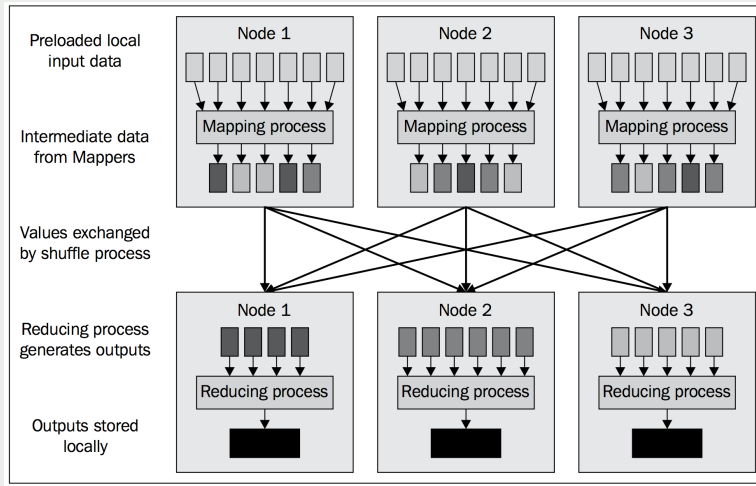 Preloaded local
input data
Node 1
Node 2
Node 3
Mapping process
Mapping process
Mapping process
Intermediate data
from Mappers
Values exchanged
by shuffle process
Node 1
Node 2
Node 3
Reducing process
generates outputs
Reducing process
Reducing process
Reducing process
Outputs stored
locally